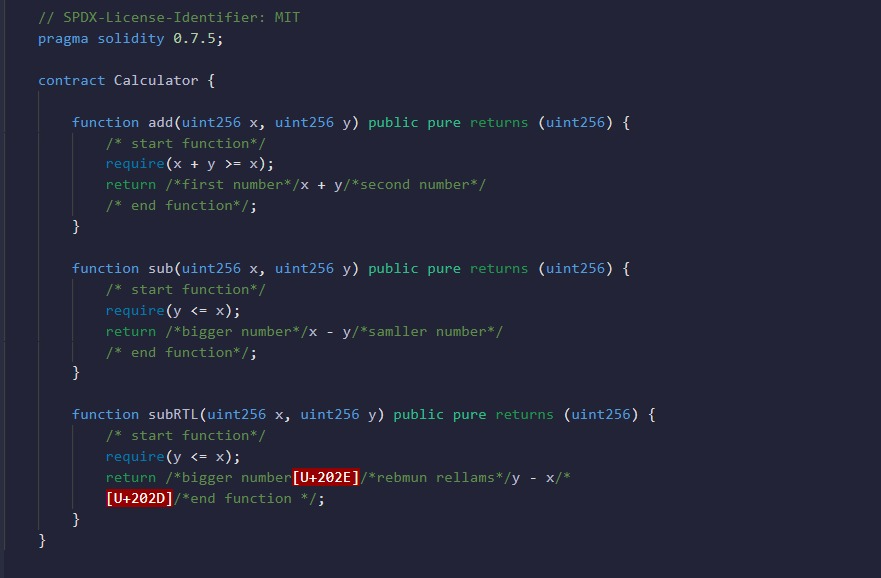 // SPDX-License-Identifier: MIT
pragma solidity 0.7.5;
contract Calculator {
function add(uint256 x, uint256 y) public pure returns (uint256) {
/* start function*/
require(x + y >= x);
return /*first number*/x + y/*second number*/
/* end function*/;
}
function sub(uint256 x, uint256 y) public pure returns (uint256) {
/* start function*/
require(y <= x);
return /*bigger number*/x - y/*samller number*/
/* end function*/;
}
function subRTL(uint256 x, uint256 y) public pure returns (uint256) {
/* start function*/
require(y <= x);
return /*bigger number[U+202E]/*rebmun rellams*/y - x/*
[U+202D]/*end function */;
}
}